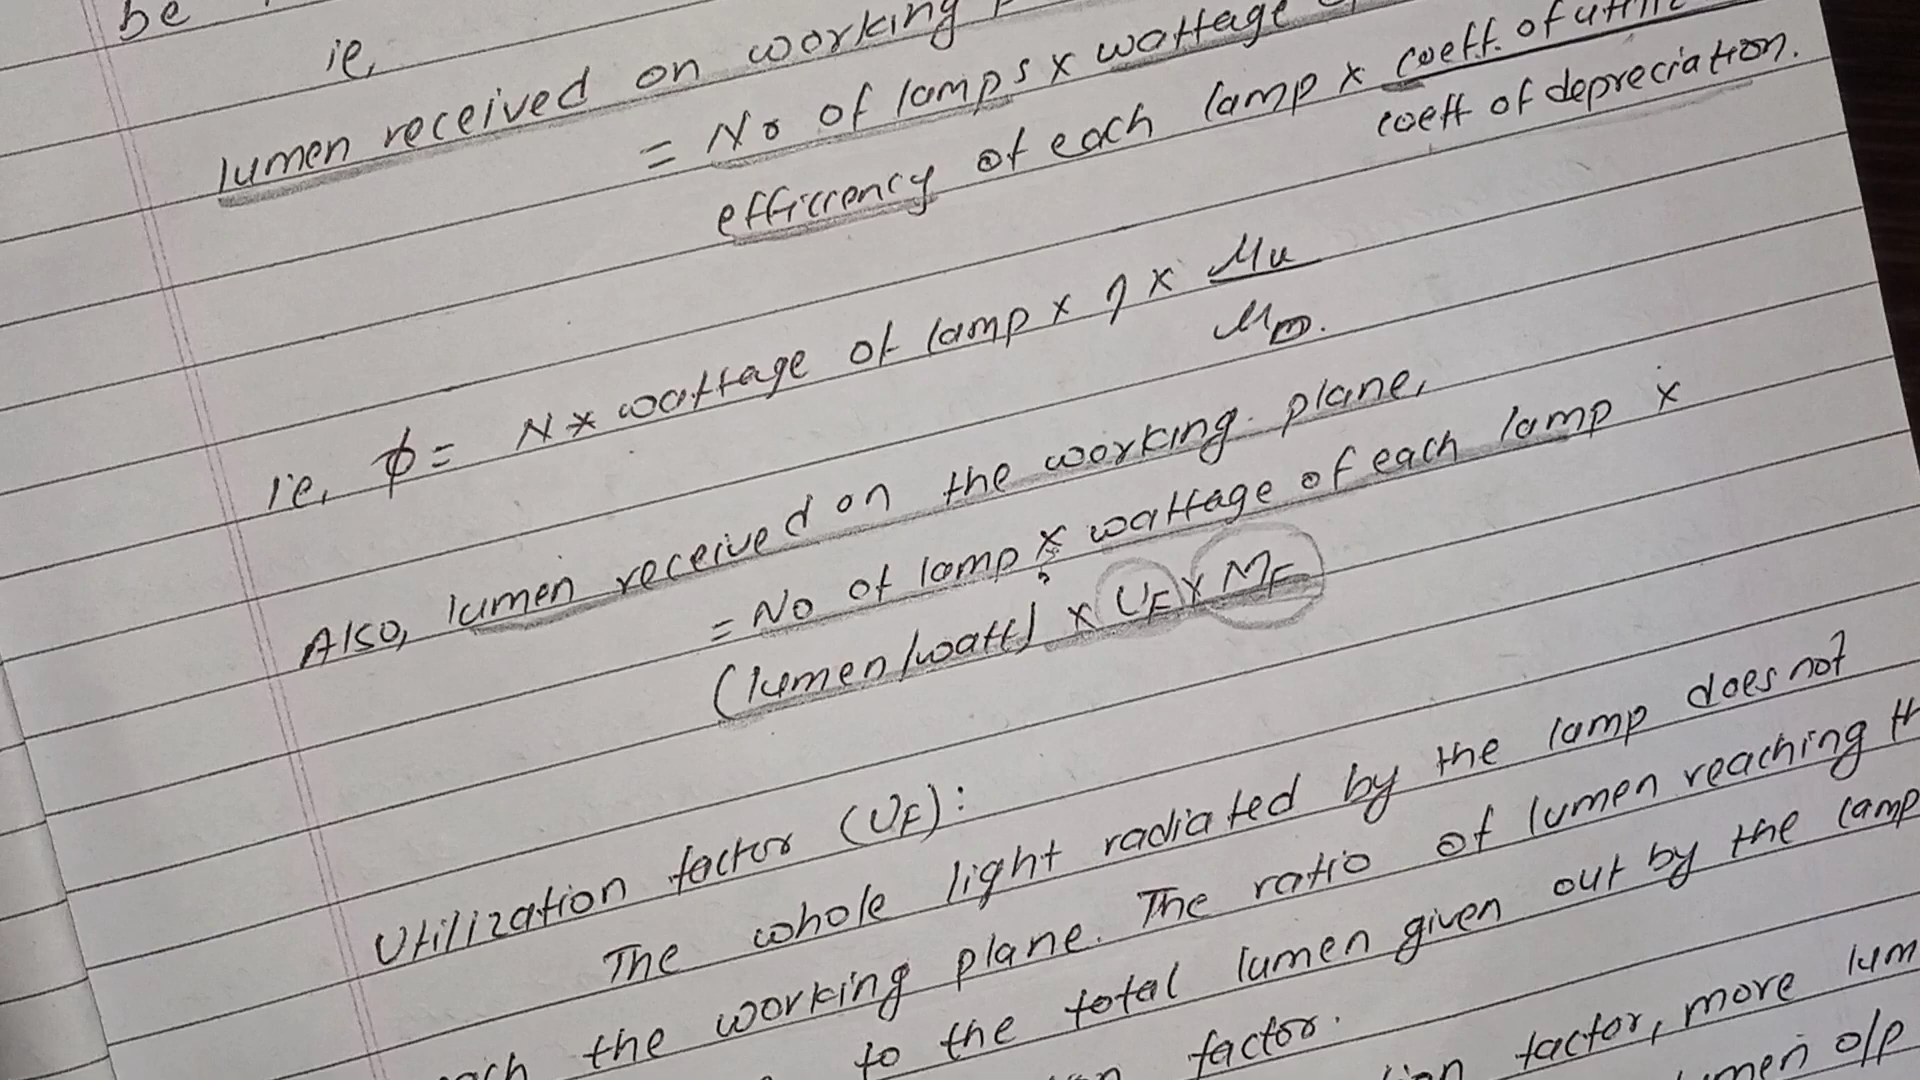 be
ie,
lumen received on working
= No of lamps x wattage
efficiency of each lamp x coeff. of
coeff of depreciation.
i.e, ϕ = N x wattage of lamp x η x Mu
MD.
Also, lumen received on the working plane,
= No of lamp x wattage of each lamp x
(lumen/watt) x UF x MF
Utilization factor (UF):
The whole light radiated by the lamp does not
the working plane. The ratio of lumen reaching
to the total lumen given out by the lamp
factor.
factor, more
o/p